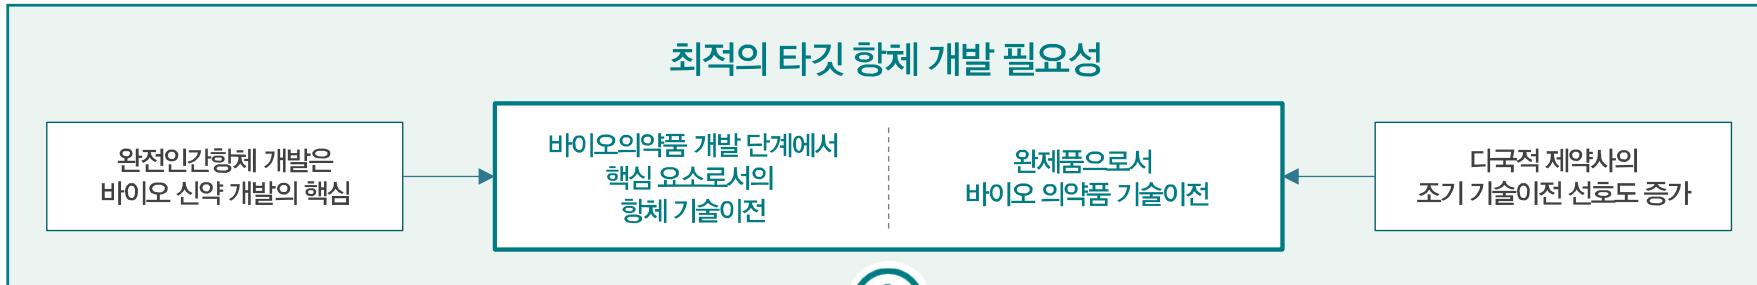 최적의 타깃 항체 개발 필요성
완전인간항체 개발은
바이오 신약 개발의 핵심
바이오의약품 개발 단계에서
핵심 요소로서의
항체 기술이전
완제품으로서
바이오 의약품 기술이전
다국적 제약사의
조기 기술이전 선호도 증가